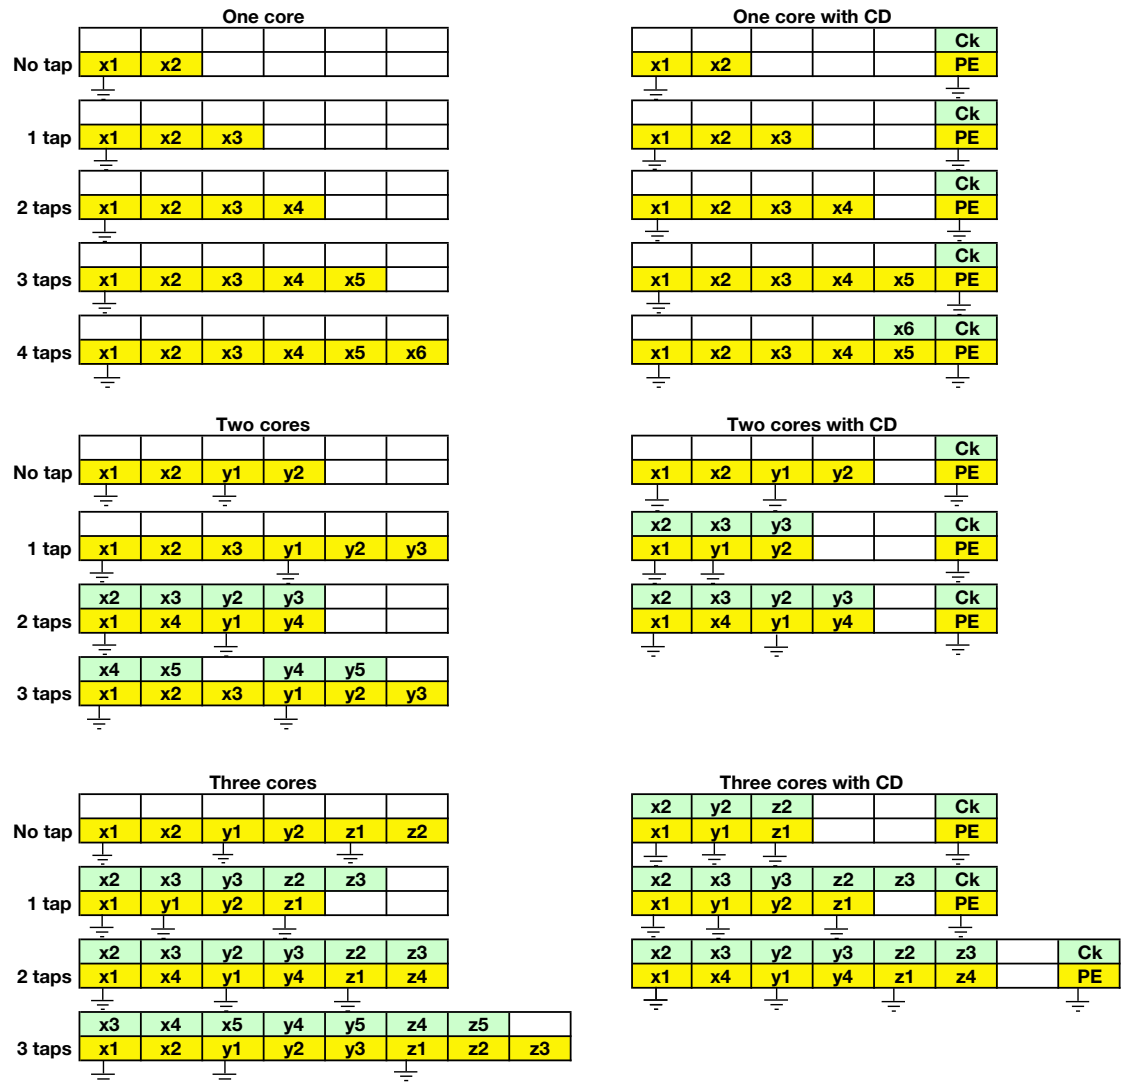 One core One core with CD
Ck
No tap x1 x2 x1 x2 PE
Ck
1 tap x1 x2 x3 x1 x2 x3 PE
Ck
2 taps x1 x2 x3 x4 x1 x2 x3 x4 PE
Ck
3 taps x1 x2 x3 x4 x5 x1 x2 x3 x4 x5 PE
x6 Ck
4 taps x1 x2 x3 x4 x5 x6 x1 x2 x3 x4 x5 PE
Two cores Two cores with CD
Ck
No tap x1 x2 y1 y2 x1 x2 y1 y2 PE
x2 x3 y3 Ck
1 tap x1 x2 x3 y1 y2 y3 x1 y1 y2 PE
x2 x3 y2 y3 x2 x3 y2 y3 Ck
2 taps x1 x4 y1 y4 x1 x4 y1 y4 PE
x4 x5 y4 y5
3 taps x1 x2 x3 y1 y2 y3
Three cores Three cores with CD
x2 y2 z2 Ck
No tap x1 x2 y1 y2 z1 z2 x1 y1 z1 PE
x2 x3 y3 z2 z3 x2 x3 y3 z2 z3 Ck
1 tap x1 y1 y2 z1 x1 y1 y2 z1 PE
x2 x3 y2 y3 z2 z3 x2 x3 y2 y3 z2 z3 Ck
2 taps x1 x4 y1 y4 z1 z4 x1 x4 y1 y4 z1 z4 PE
x3 x4 x5 y4 y5 z4 z5
3 taps x1 x2 y1 y2 y3 z1 z2 z3